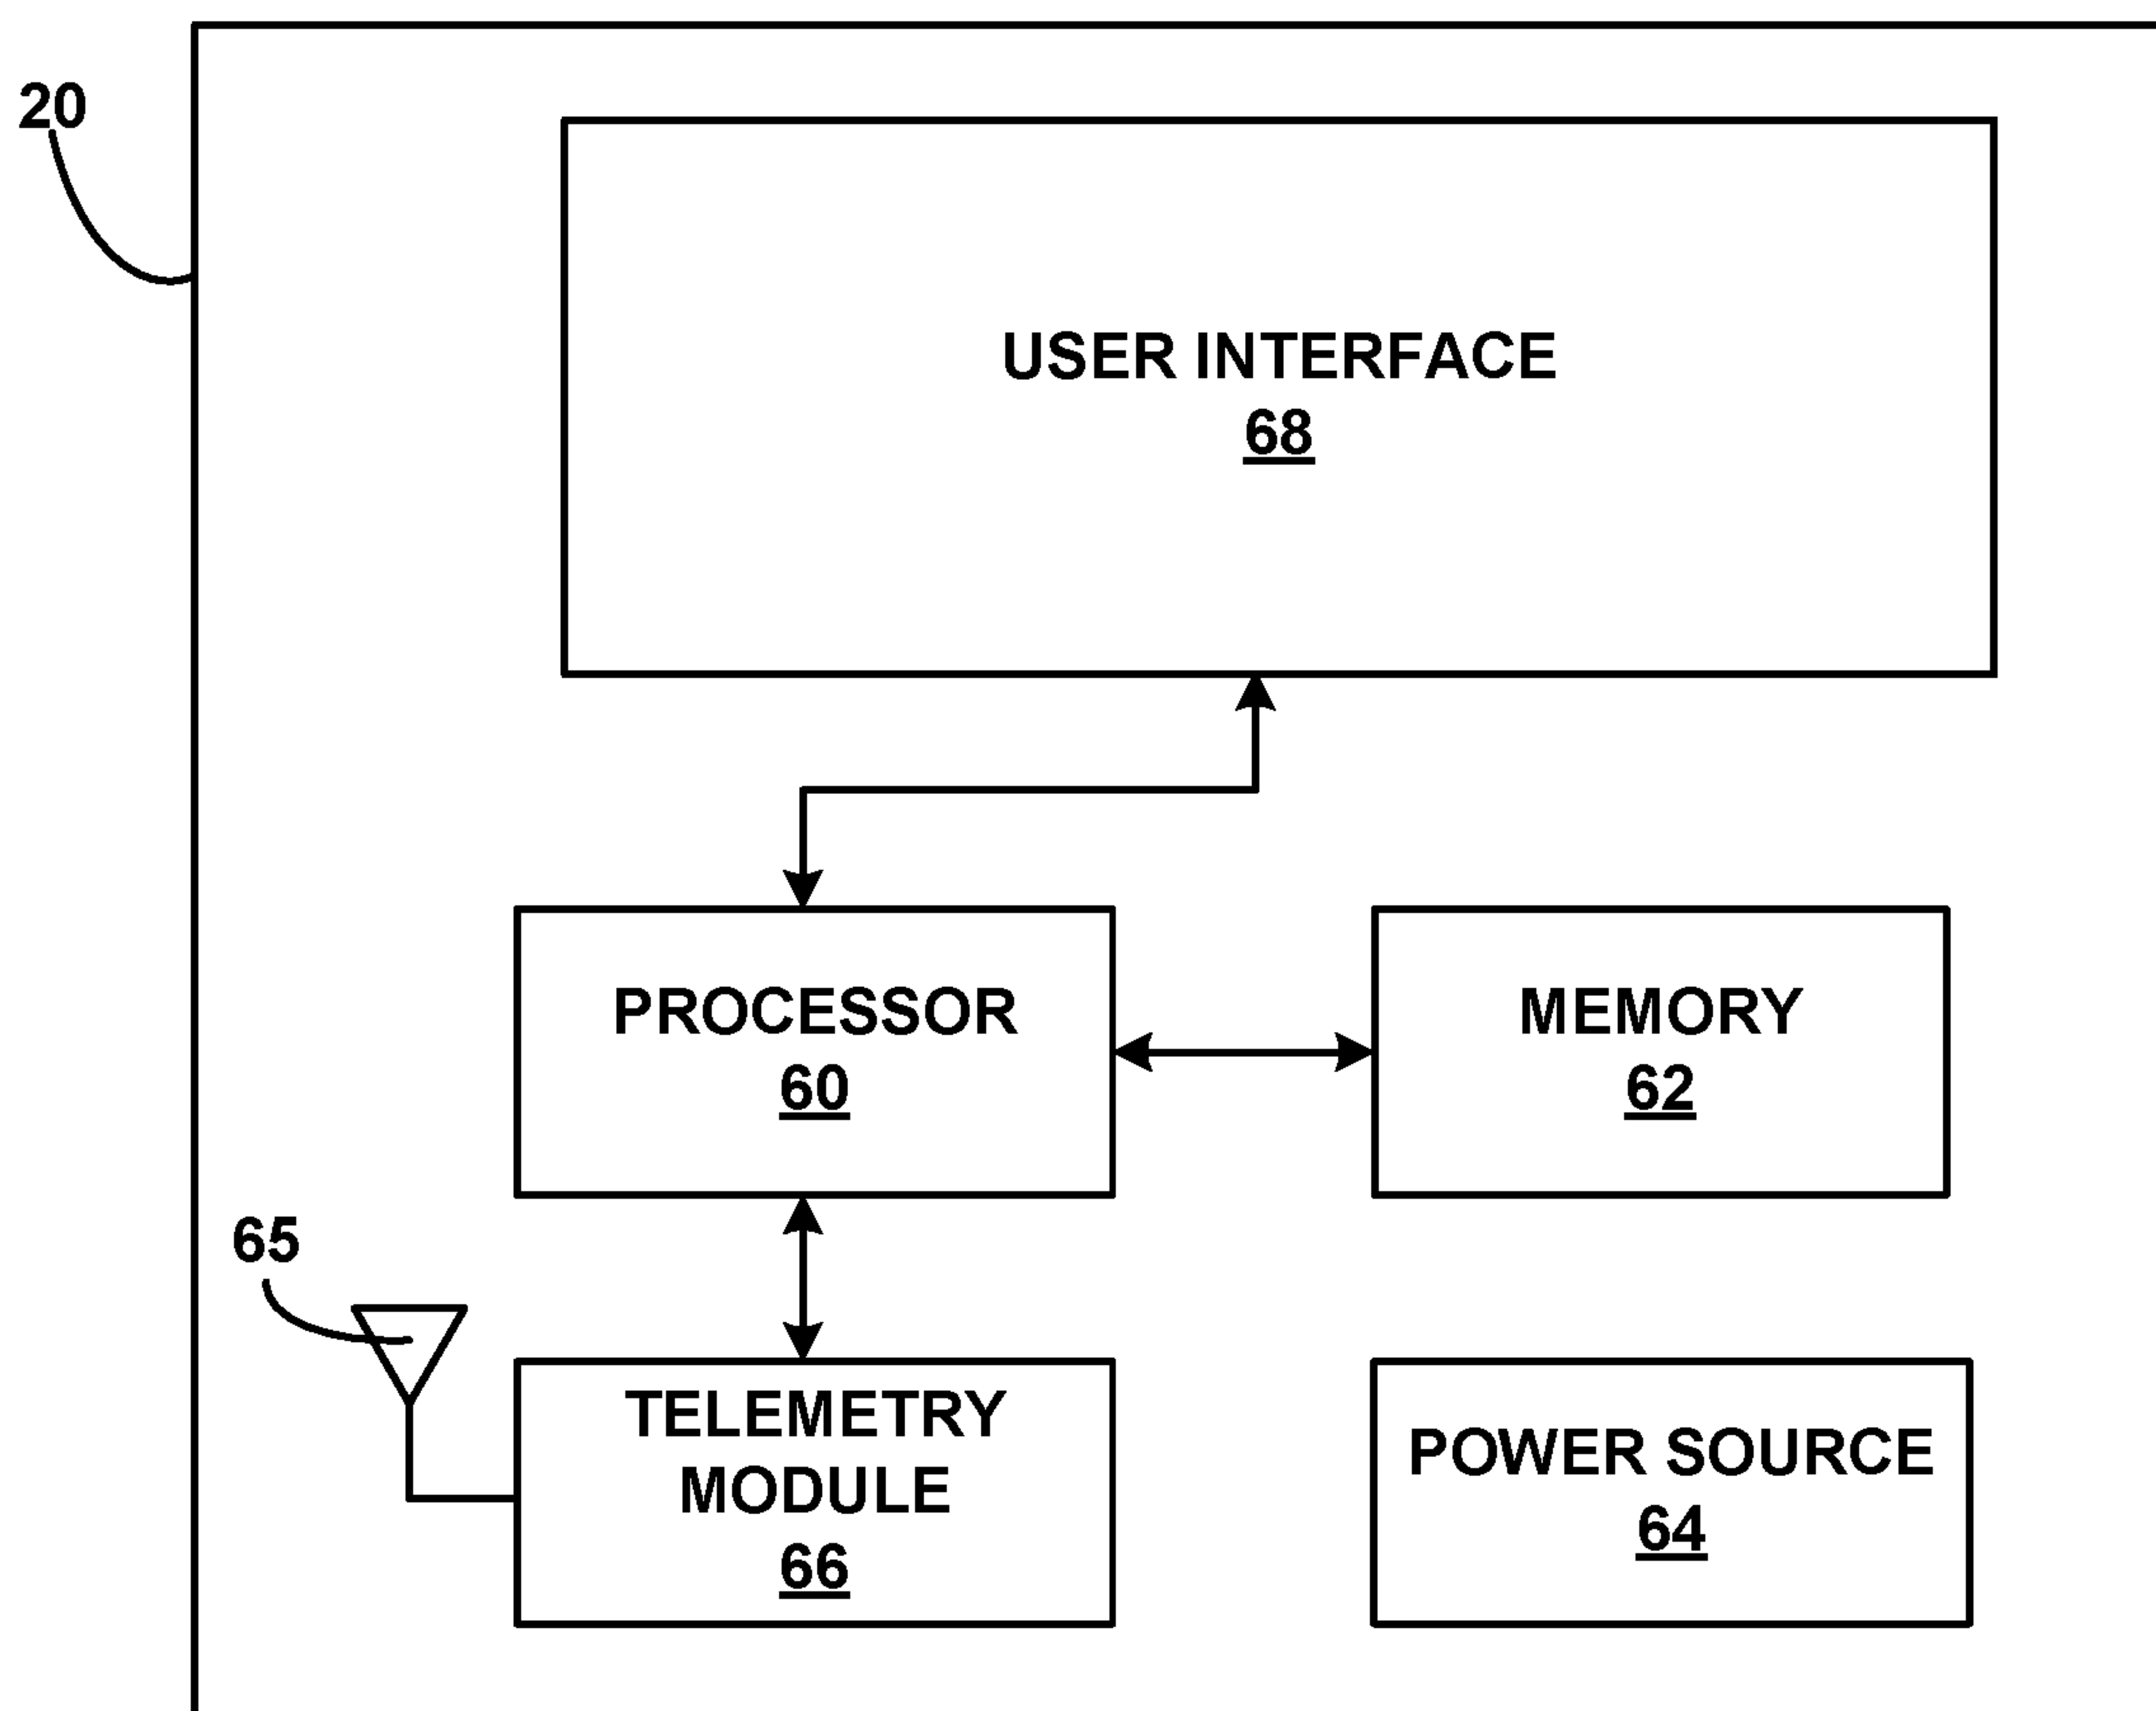 20
USER INTERFACE
68
PROCESSOR
60
MEMORY
62
65
TELEMETRY
MODULE
66
POWER SOURCE
64